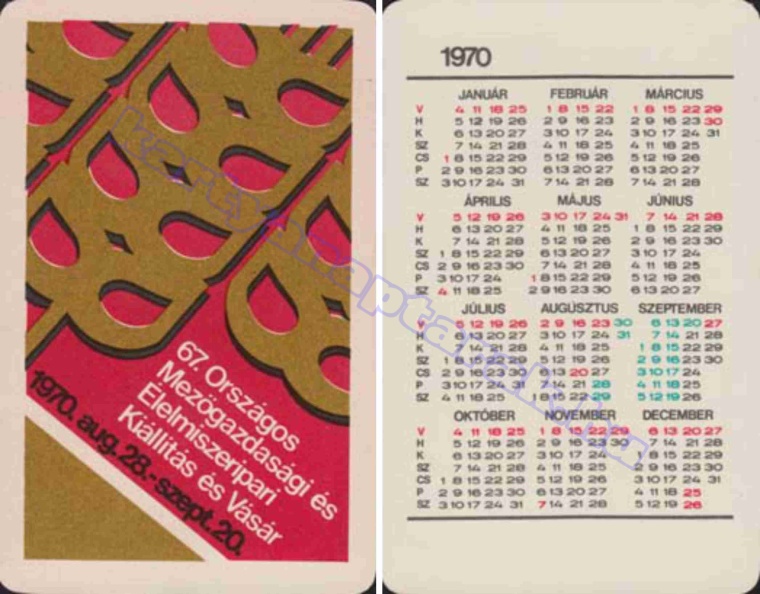 67. Országos
Mezőgazdasági és
Élelmiszeripari
Kiállítás és Vásár
1970. aug. 28.-szept. 20.
1970
JANUÁR FEBRUÁR MÁRCIUS
V 4 11 18 25 1 8 15 22 1 8 15 22 29
H 5 12 19 26 2 9 16 23 2 9 16 23 30
K 6 13 20 27 3 10 17 24 3 10 17 24 31
SZ 7 14 21 28 4 11 18 25 4 11 18 25
CS 1 8 15 22 29 5 12 19 26 5 12 19 26
P 2 9 16 23 30 6 13 20 27 6 13 20 27
SZ 3 10 17 24 31 7 14 21 28 7 14 21 28
ÁPRILIS MÁJUS JÚNIUS
V 5 12 19 26 3 10 17 24 31 7 14 21 28
H 6 13 20 27 4 11 18 25 1 8 15 22 29
K 7 14 21 28 5 12 19 26 2 9 16 23 30
SZ 1 8 15 22 29 6 13 20 27 3 10 17 24
CS 2 9 16 23 30 7 14 21 28 4 11 18 25
P 3 10 17 24 1 8 15 22 29 5 12 19 26
SZ 4 11 18 25 2 9 16 23 30 6 13 20 27
JÚLIUS AUGUSZTUS SZEPTEMBER
V 5 12 19 26 2 9 16 23 30 6 13 20 27
H 6 13 20 27 3 10 17 24 31 7 14 21 28
K 7 14 21 28 4 11 18 25 1 8 15 22 29
SZ 1 8 15 22 29 5 12 19 26 2 9 16 23 30
CS 2 9 16 23 30 6 13 20 27 3 10 17 24
P 3 10 17 24 31 7 14 21 28 4 11 18 25
SZ 4 11 18 25 1 8 15 22 29 5 12 19 26
OKTÓBER NOVEMBER DECEMBER
V 4 11 18 25 1 8 15 22 29 6 13 20 27
H 5 12 19 26 2 9 16 23 30 7 14 21 28
K 6 13 20 27 3 10 17 24 1 8 15 22 29
SZ 7 14 21 28 4 11 18 25 2 9 16 23 30
CS 1 8 15 22 29 5 12 19 26 3 10 17 24 31
P 2 9 16 23 30 6 13 20 27 4 11 18 25
SZ 3 10 17 24 31 7 14 21 28 5 12 19 26